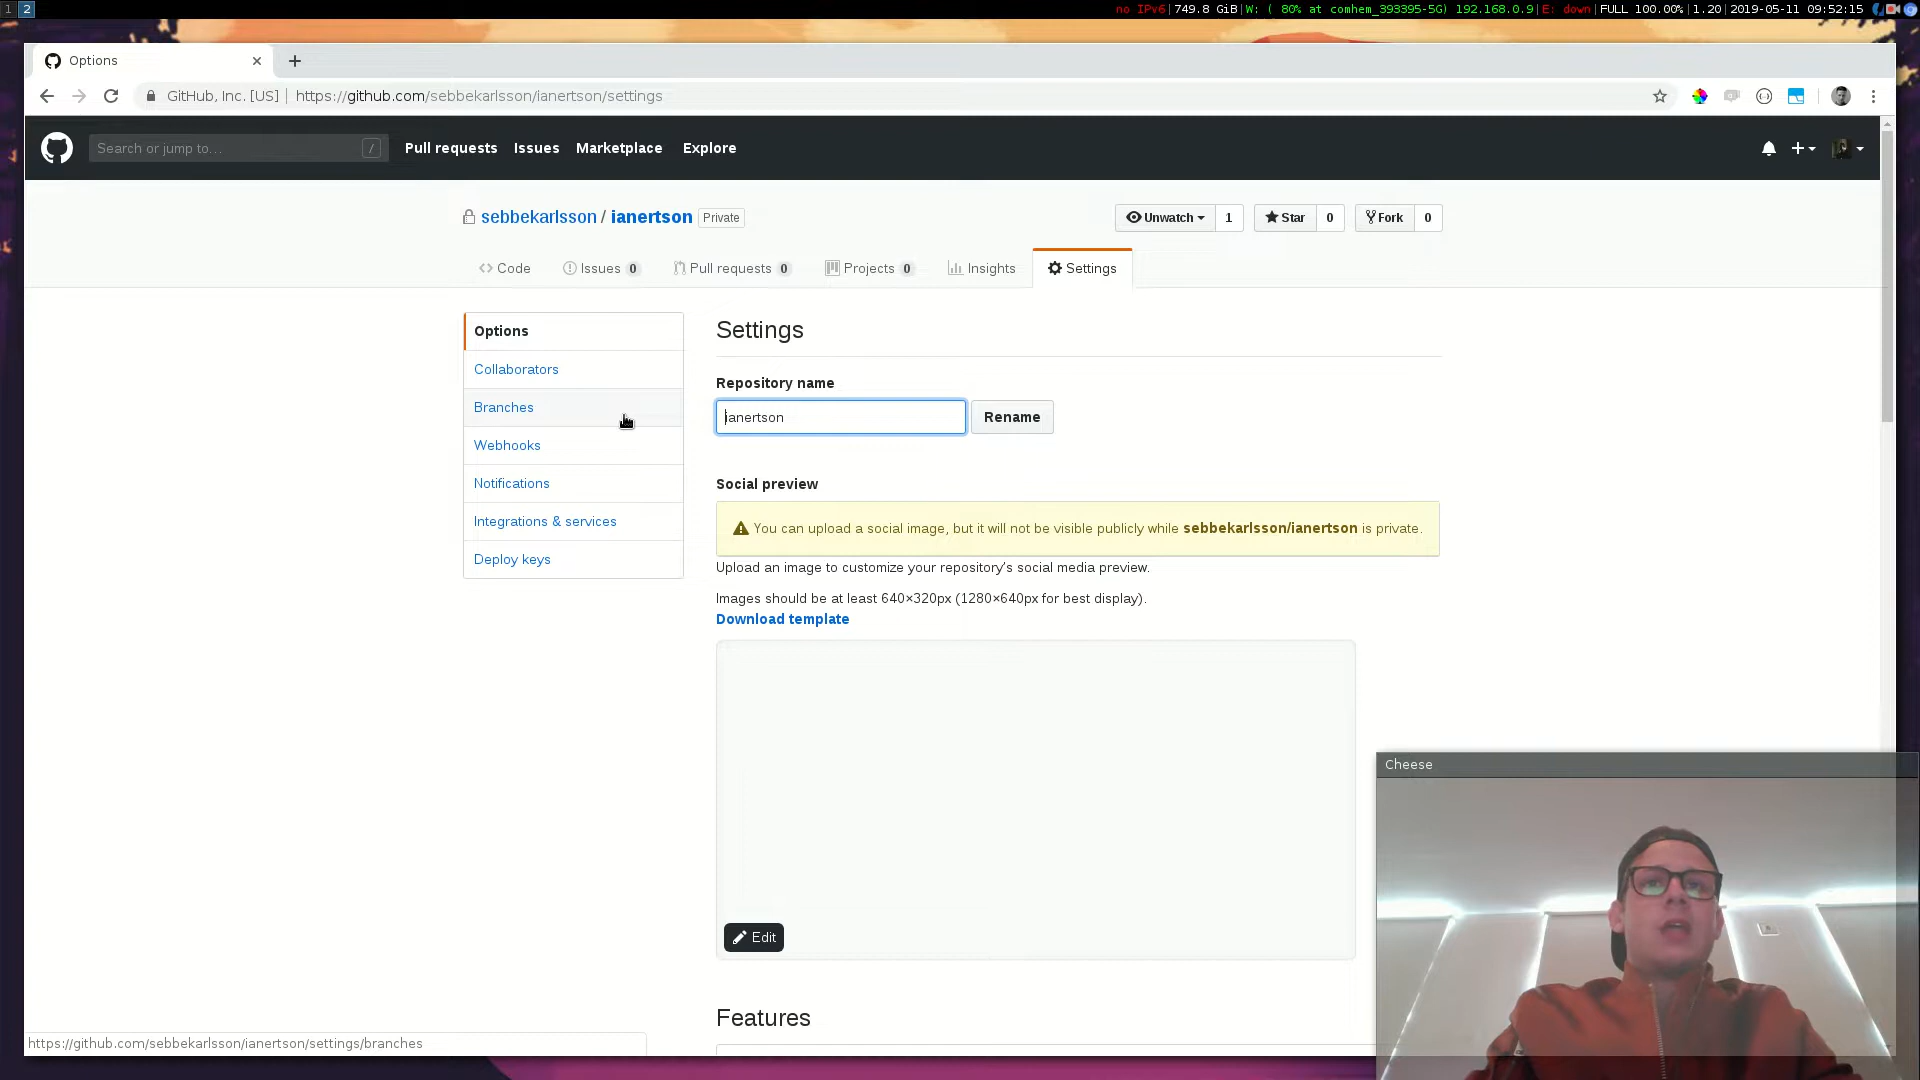 1 2
no IPv6|749.8 GiB|W: ( 80% at comhem_393395-5G) 192.168.0.9|E: down|FULL 100.00%|1.20|2019-05-11 09:52:15
Options
GitHub, Inc. [US] | https://github.com/sebbekarlsson/ianertson/settings
Search or jump to… /
Pull requests Issues Marketplace Explore
sebbekarlsson / ianertson Private
Unwatch 1 Star 0 Fork 0
Code Issues 0 Pull requests 0 Projects 0 Insights Settings
Options
Collaborators
Branches
Webhooks
Notifications
Integrations & services
Deploy keys
Settings
Repository name
ianertson Rename
Social preview
You can upload a social image, but it will not be visible publicly while sebbekarlsson/ianertson is private.
Upload an image to customize your repository’s social media preview.
Images should be at least 640×320px (1280×640px for best display).
Download template
Edit
Features
Cheese
https://github.com/sebbekarlsson/ianertson/settings/branches